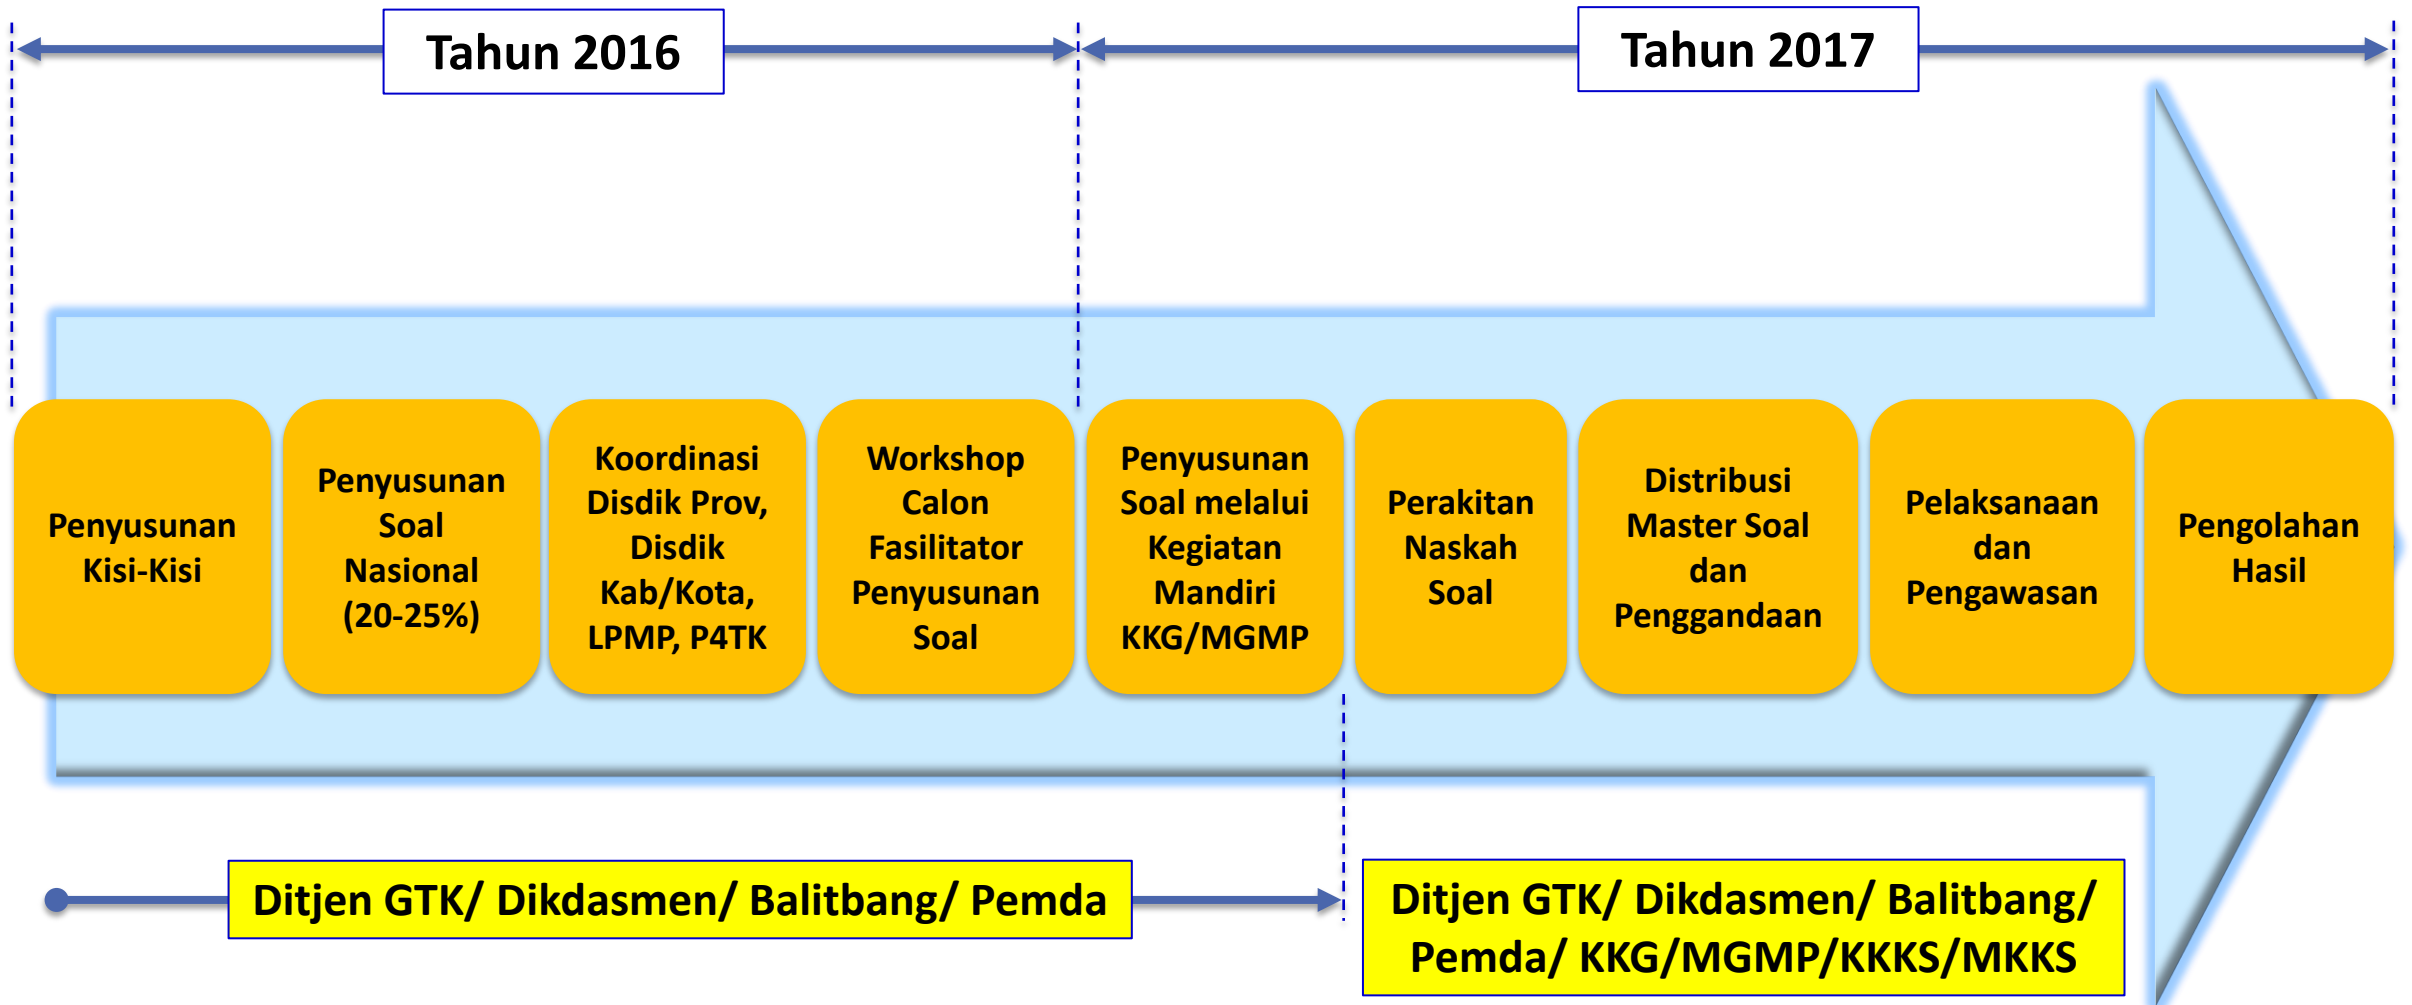 Tahun 2016
Tahun 2017
Penyusunan
Kisi-Kisi
Penyusunan
Soal
Nasional
(20-25%)
Koordinasi
Disdik Prov,
Disdik
Kab/Kota,
LPMP, P4TK
Workshop
Calon
Fasilitator
Penyusunan
Soal
Penyusunan
Soal melalui
Kegiatan
Mandiri
KKG/MGMP
Perakitan
Naskah
Soal
Distribusi
Master Soal
dan
Penggandaan
Pelaksanaan
dan
Pengawasan
Pengolahan
Hasil
Ditjen GTK/ Dikdasmen/ Balitbang/ Pemda
Ditjen GTK/ Dikdasmen/ Balitbang/
Pemda/ KKG/MGMP/KKKS/MKKS